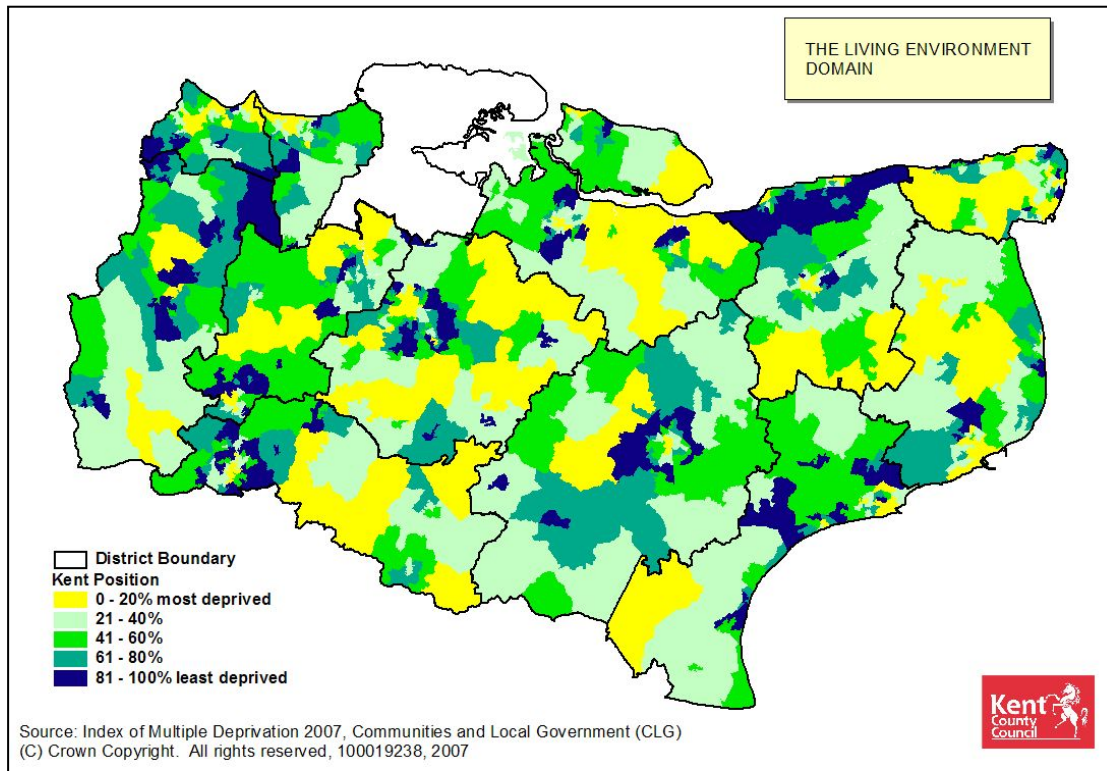 THE LIVING ENVIRONMENT
DOMAIN
District Boundary
Kent Position
0 - 20% most deprived
21 - 40%
41 - 60%
61 - 80%
81 - 100% least deprived
Source: Index of Multiple Deprivation 2007, Communities and Local Government (CLG)
(C) Crown Copyright. All rights reserved, 100019238, 2007
Kent
County
Council